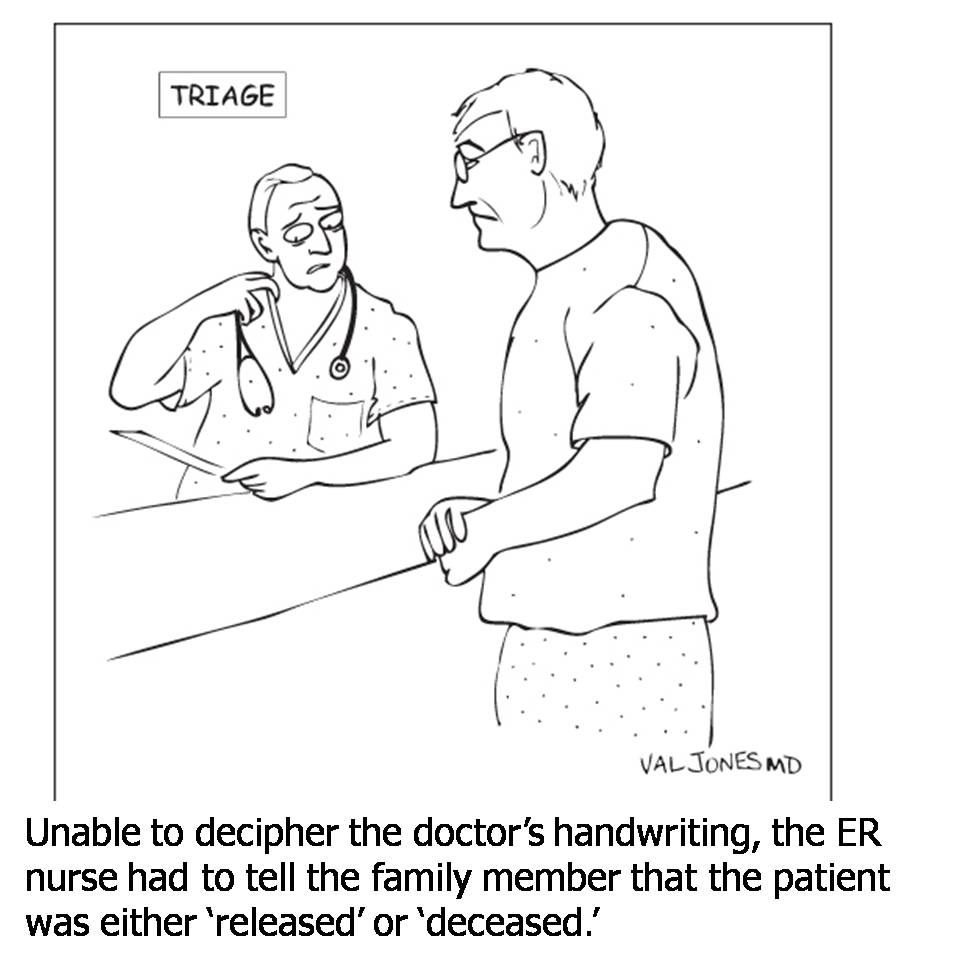 TRIAGE
VAL JONES MD
Unable to decipher the doctor’s handwriting, the ER
nurse had to tell the family member that the patient
was either ‘released’ or ‘deceased.’